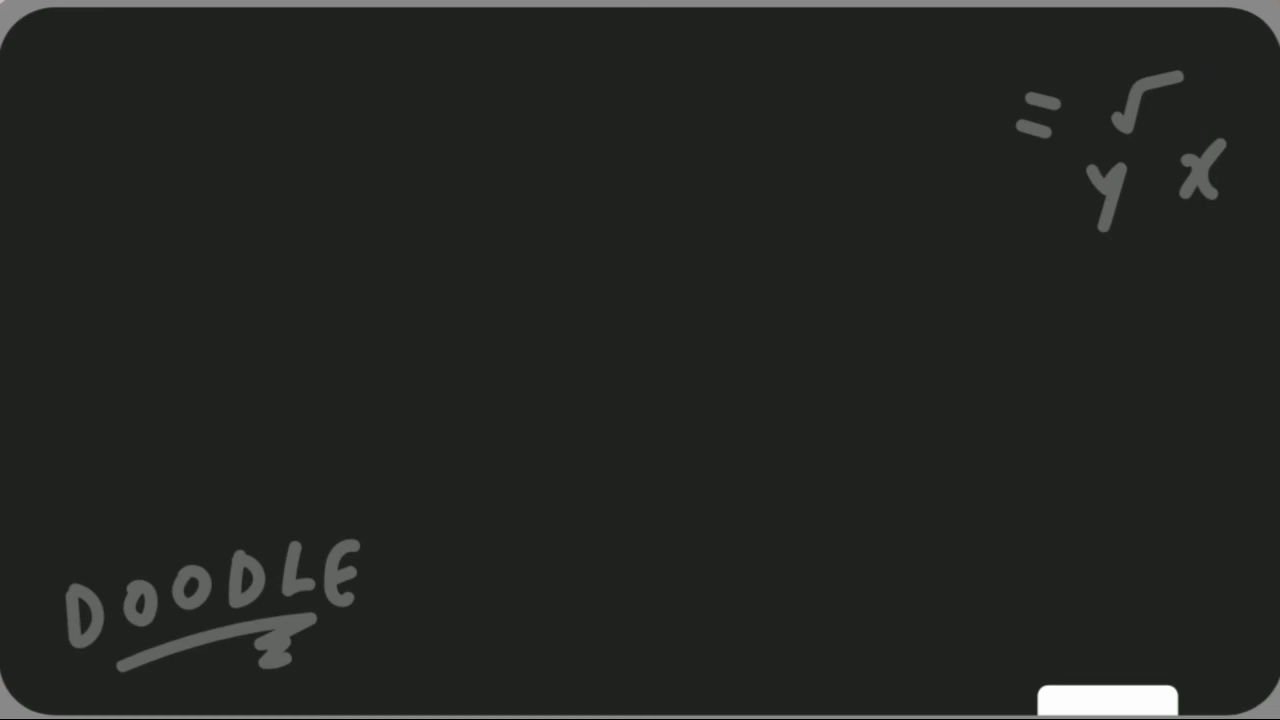 = √
y x
DOODLE